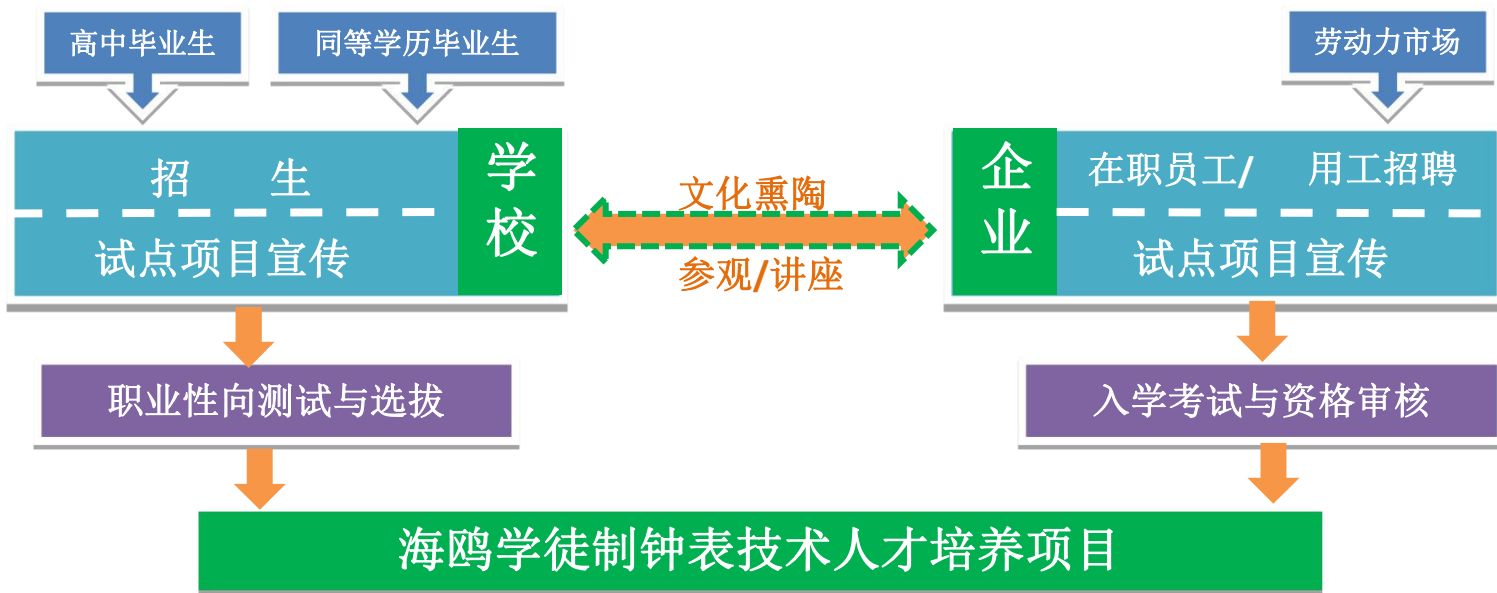 高中毕业生
同等学历毕业生
劳动力市场
招 生
试点项目宣传
学校
文化熏陶
参观/讲座
企业
在职员工/ 用工招聘
试点项目宣传
职业性向测试与选拔
入学考试与资格审核
海鸥学徒制钟表技术人才培养项目